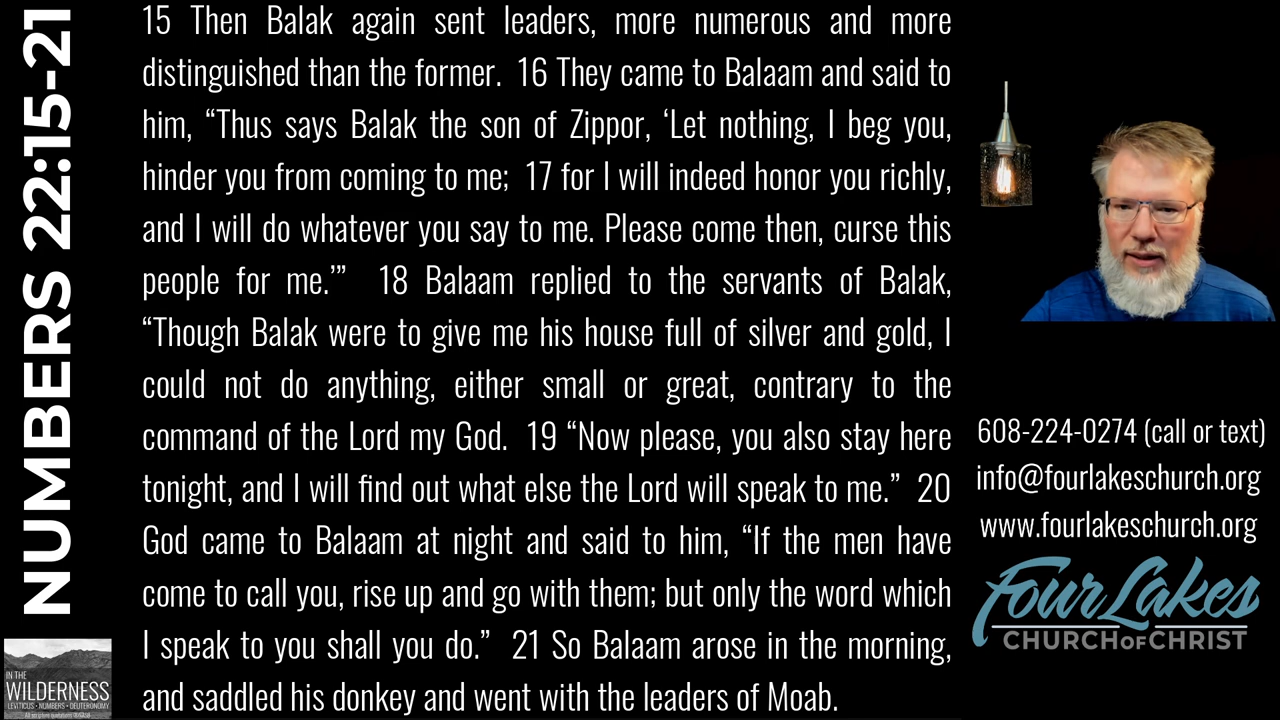 NUMBERS 22:15-21
15 Then Balak again sent leaders, more numerous and more
distinguished than the former. 16 They came to Balaam and said to
him, “Thus says Balak the son of Zippor, ‘Let nothing, I beg you,
hinder you from coming to me; 17 for I will indeed honor you richly,
and I will do whatever you say to me. Please come then, curse this
people for me.’” 18 Balaam replied to the servants of Balak,
“Though Balak were to give me his house full of silver and gold, I
could not do anything, either small or great, contrary to the
command of the Lord my God. 19 “Now please, you also stay here
tonight, and I will find out what else the Lord will speak to me.” 20
God came to Balaam at night and said to him, “If the men have
come to call you, rise up and go with them; but only the word which
I speak to you shall you do.” 21 So Balaam arose in the morning,
and saddled his donkey and went with the leaders of Moab.
608-224-0274 (call or text)
info@fourlakeschurch.org
www.fourlakeschurch.org
Four Lakes
CHURCH OF CHRIST
IN THE
WILDERNESS
LEVITICUS • NUMBERS • DEUTERONOMY